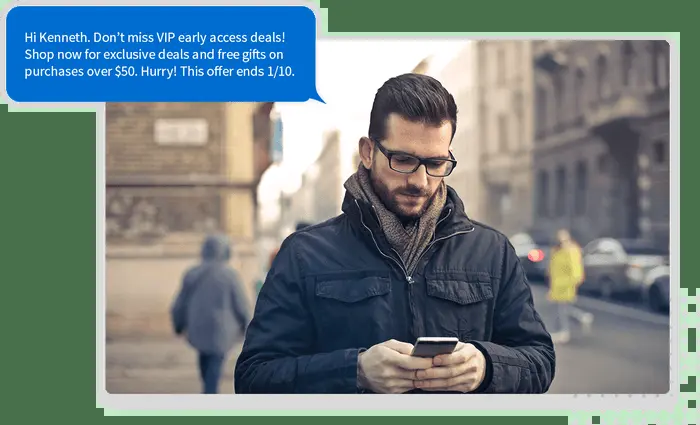 Hi Kenneth. Don't miss VIP early access deals!
Shop now for exclusive deals and free gifts on
purchases over $50. Hurry! This offer ends 1/10.